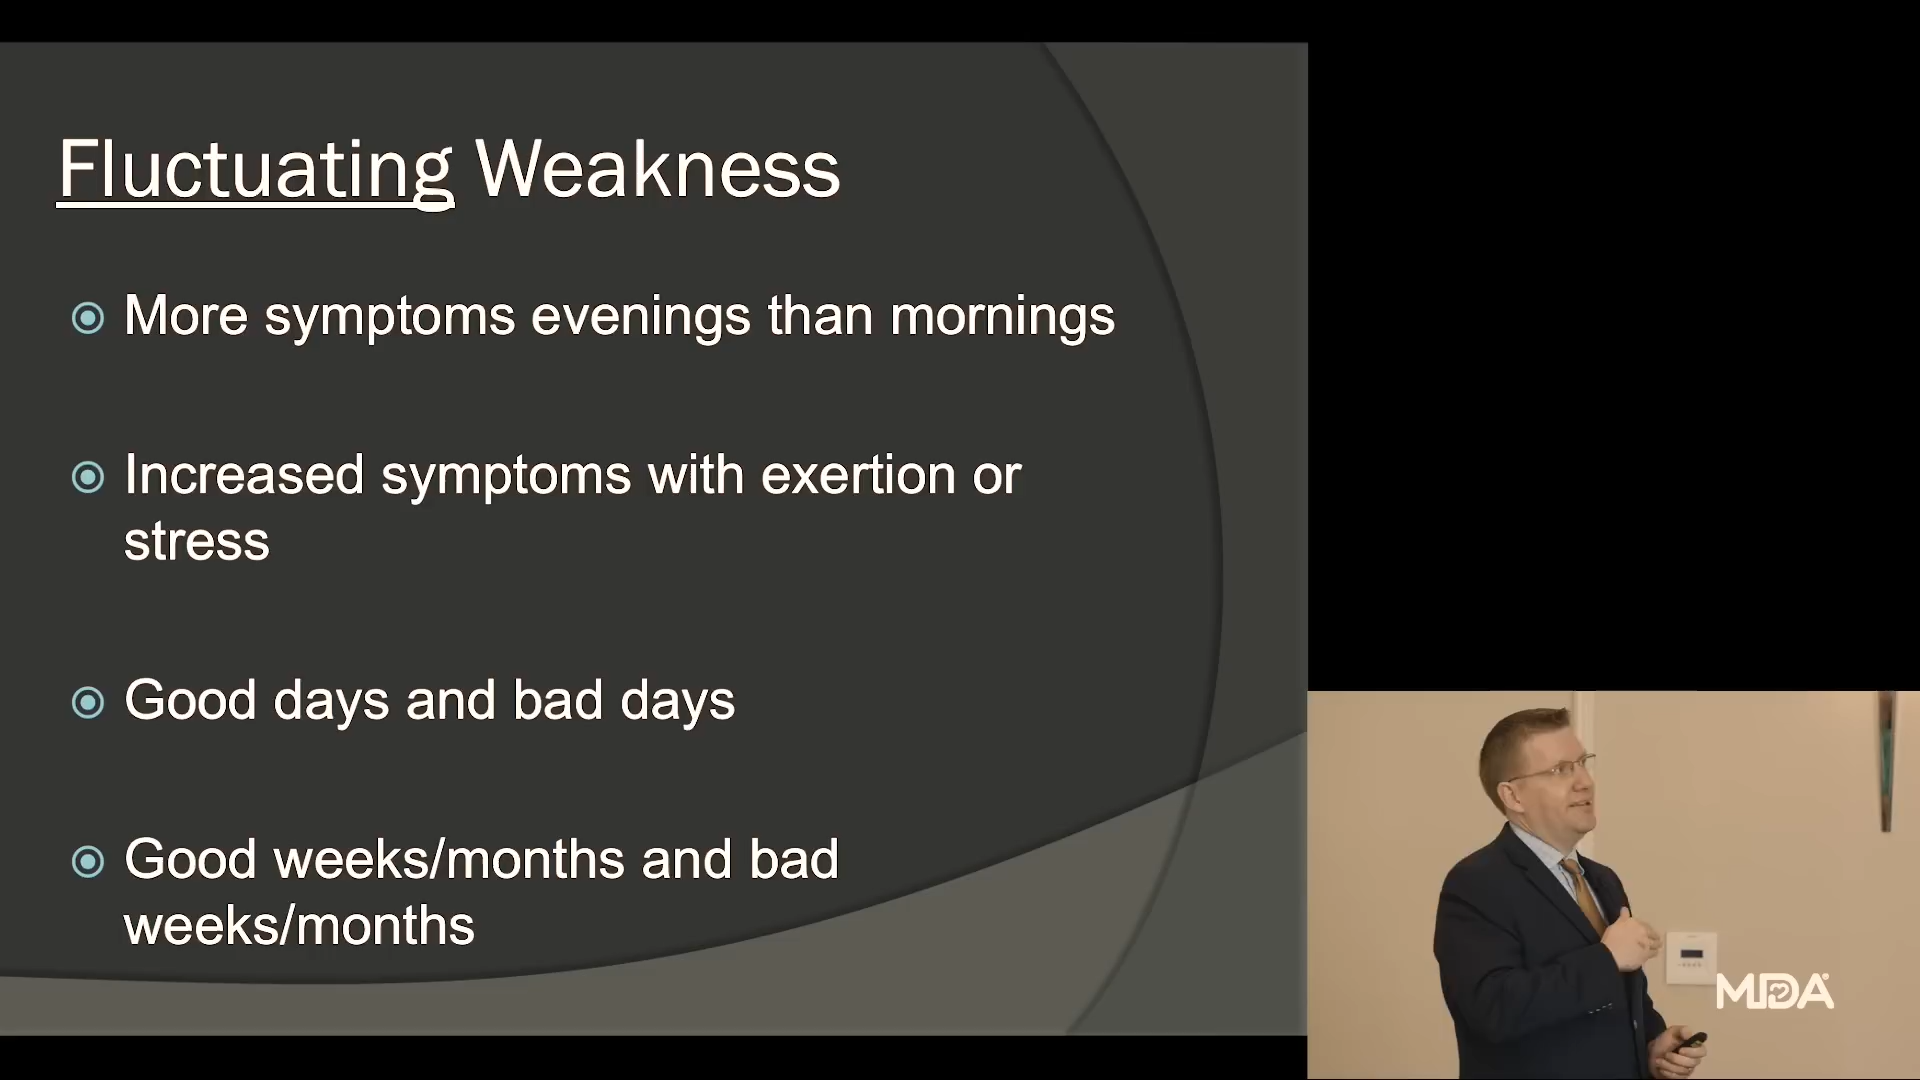 Fluctuating Weakness
More symptoms evenings than mornings
Increased symptoms with exertion or
stress
Good days and bad days
Good weeks/months and bad
weeks/months
MDA